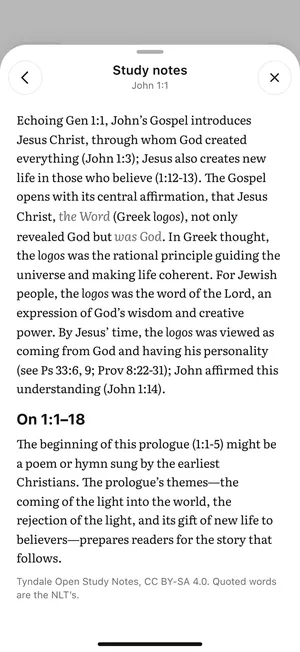 Study notes
John 1:1
Echoing Gen 1:1, John’s Gospel introduces
Jesus Christ, through whom God created
everything (John 1:3); Jesus also creates new
life in those who believe (1:12-13). The Gospel
opens with its central affirmation, that Jesus
Christ, the Word (Greek logos), not only
revealed God but was God. In Greek thought,
the logos was the rational principle guiding the
universe and making life coherent. For Jewish
people, the logos was the word of the Lord, an
expression of God’s wisdom and creative
power. By Jesus’ time, the logos was viewed as
coming from God and having his personality
(see Ps 33:6, 9; Prov 8:22-31); John affirmed this
understanding (John 1:14).
On 1:1–18
The beginning of this prologue (1:1-5) might be
a poem or hymn sung by the earliest
Christians. The prologue’s themes—the
coming of the light into the world, the
rejection of the light, and its gift of new life to
believers—prepares readers for the story that
follows.
Tyndale Open Study Notes, CC BY-SA 4.0. Quoted words
are the NLT’s.